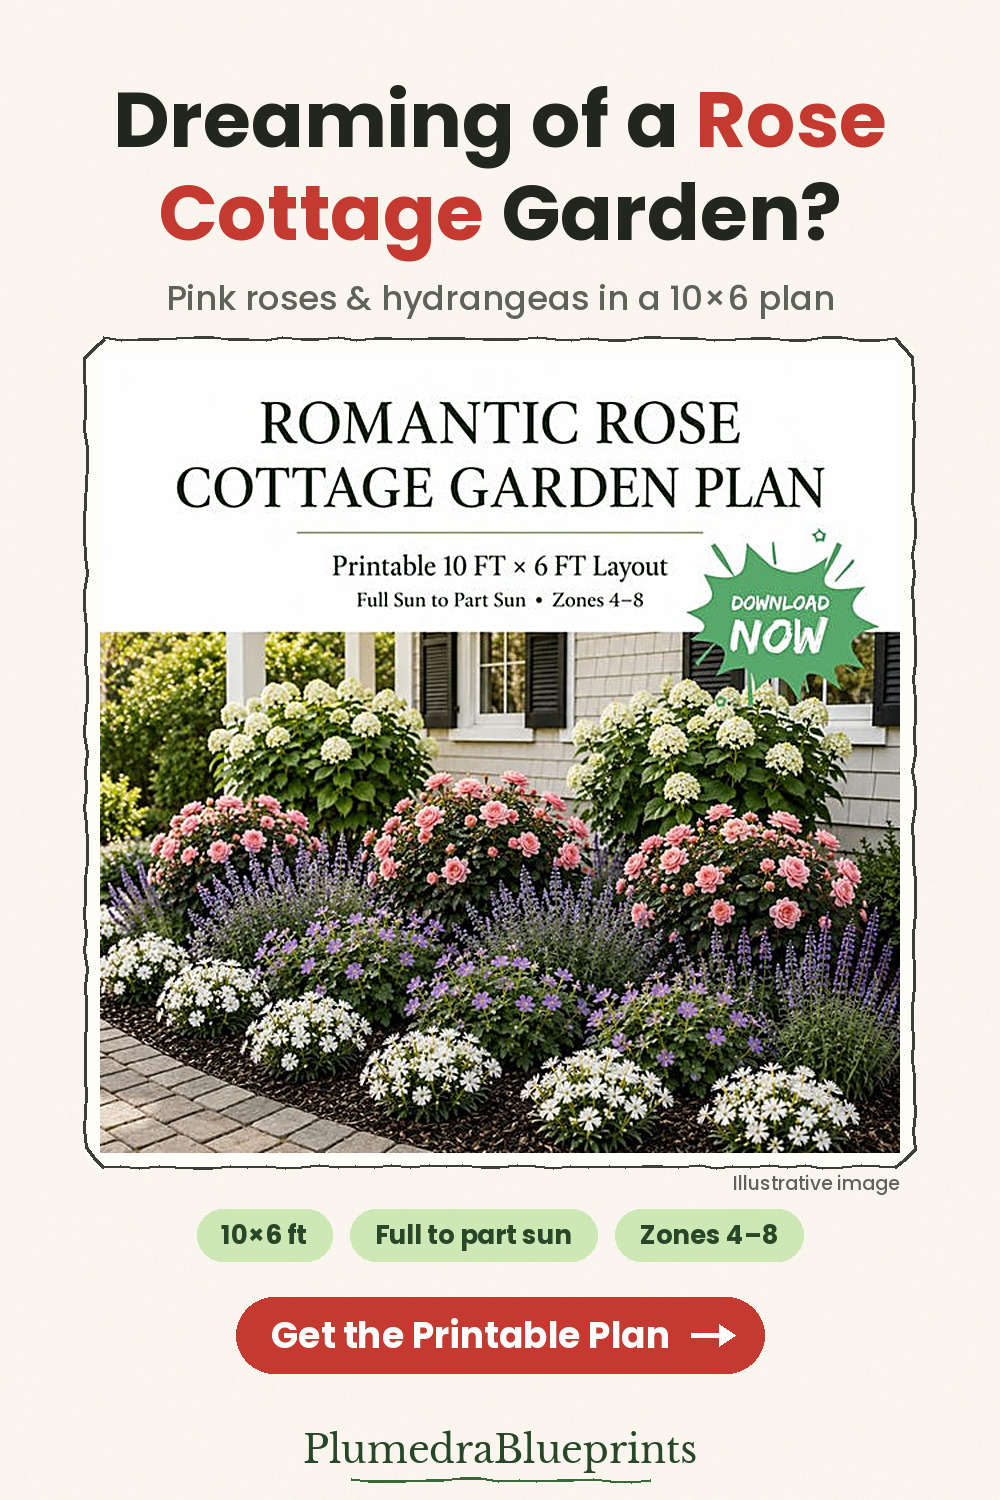 Dreaming of a Rose
Cottage Garden?
Pink roses & hydrangeas in a 10×6 plan
ROMANTIC ROSE
COTTAGE GARDEN PLAN
Printable 10 FT × 6 FT Layout
Full Sun to Part Sun • Zones 4–8
DOWNLOAD
NOW
Illustrative image
10×6 ft
Full to part sun
Zones 4–8
Get the Printable Plan →
PlumedraBlueprints